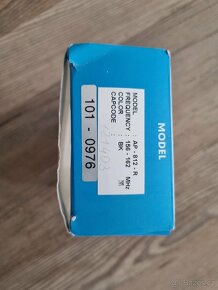 MODEL
MODEL : AP - 812 - R
FREQUENCY : 156 - 162 MHz
COLOR : BK
CAPCODE :
101 - 0976